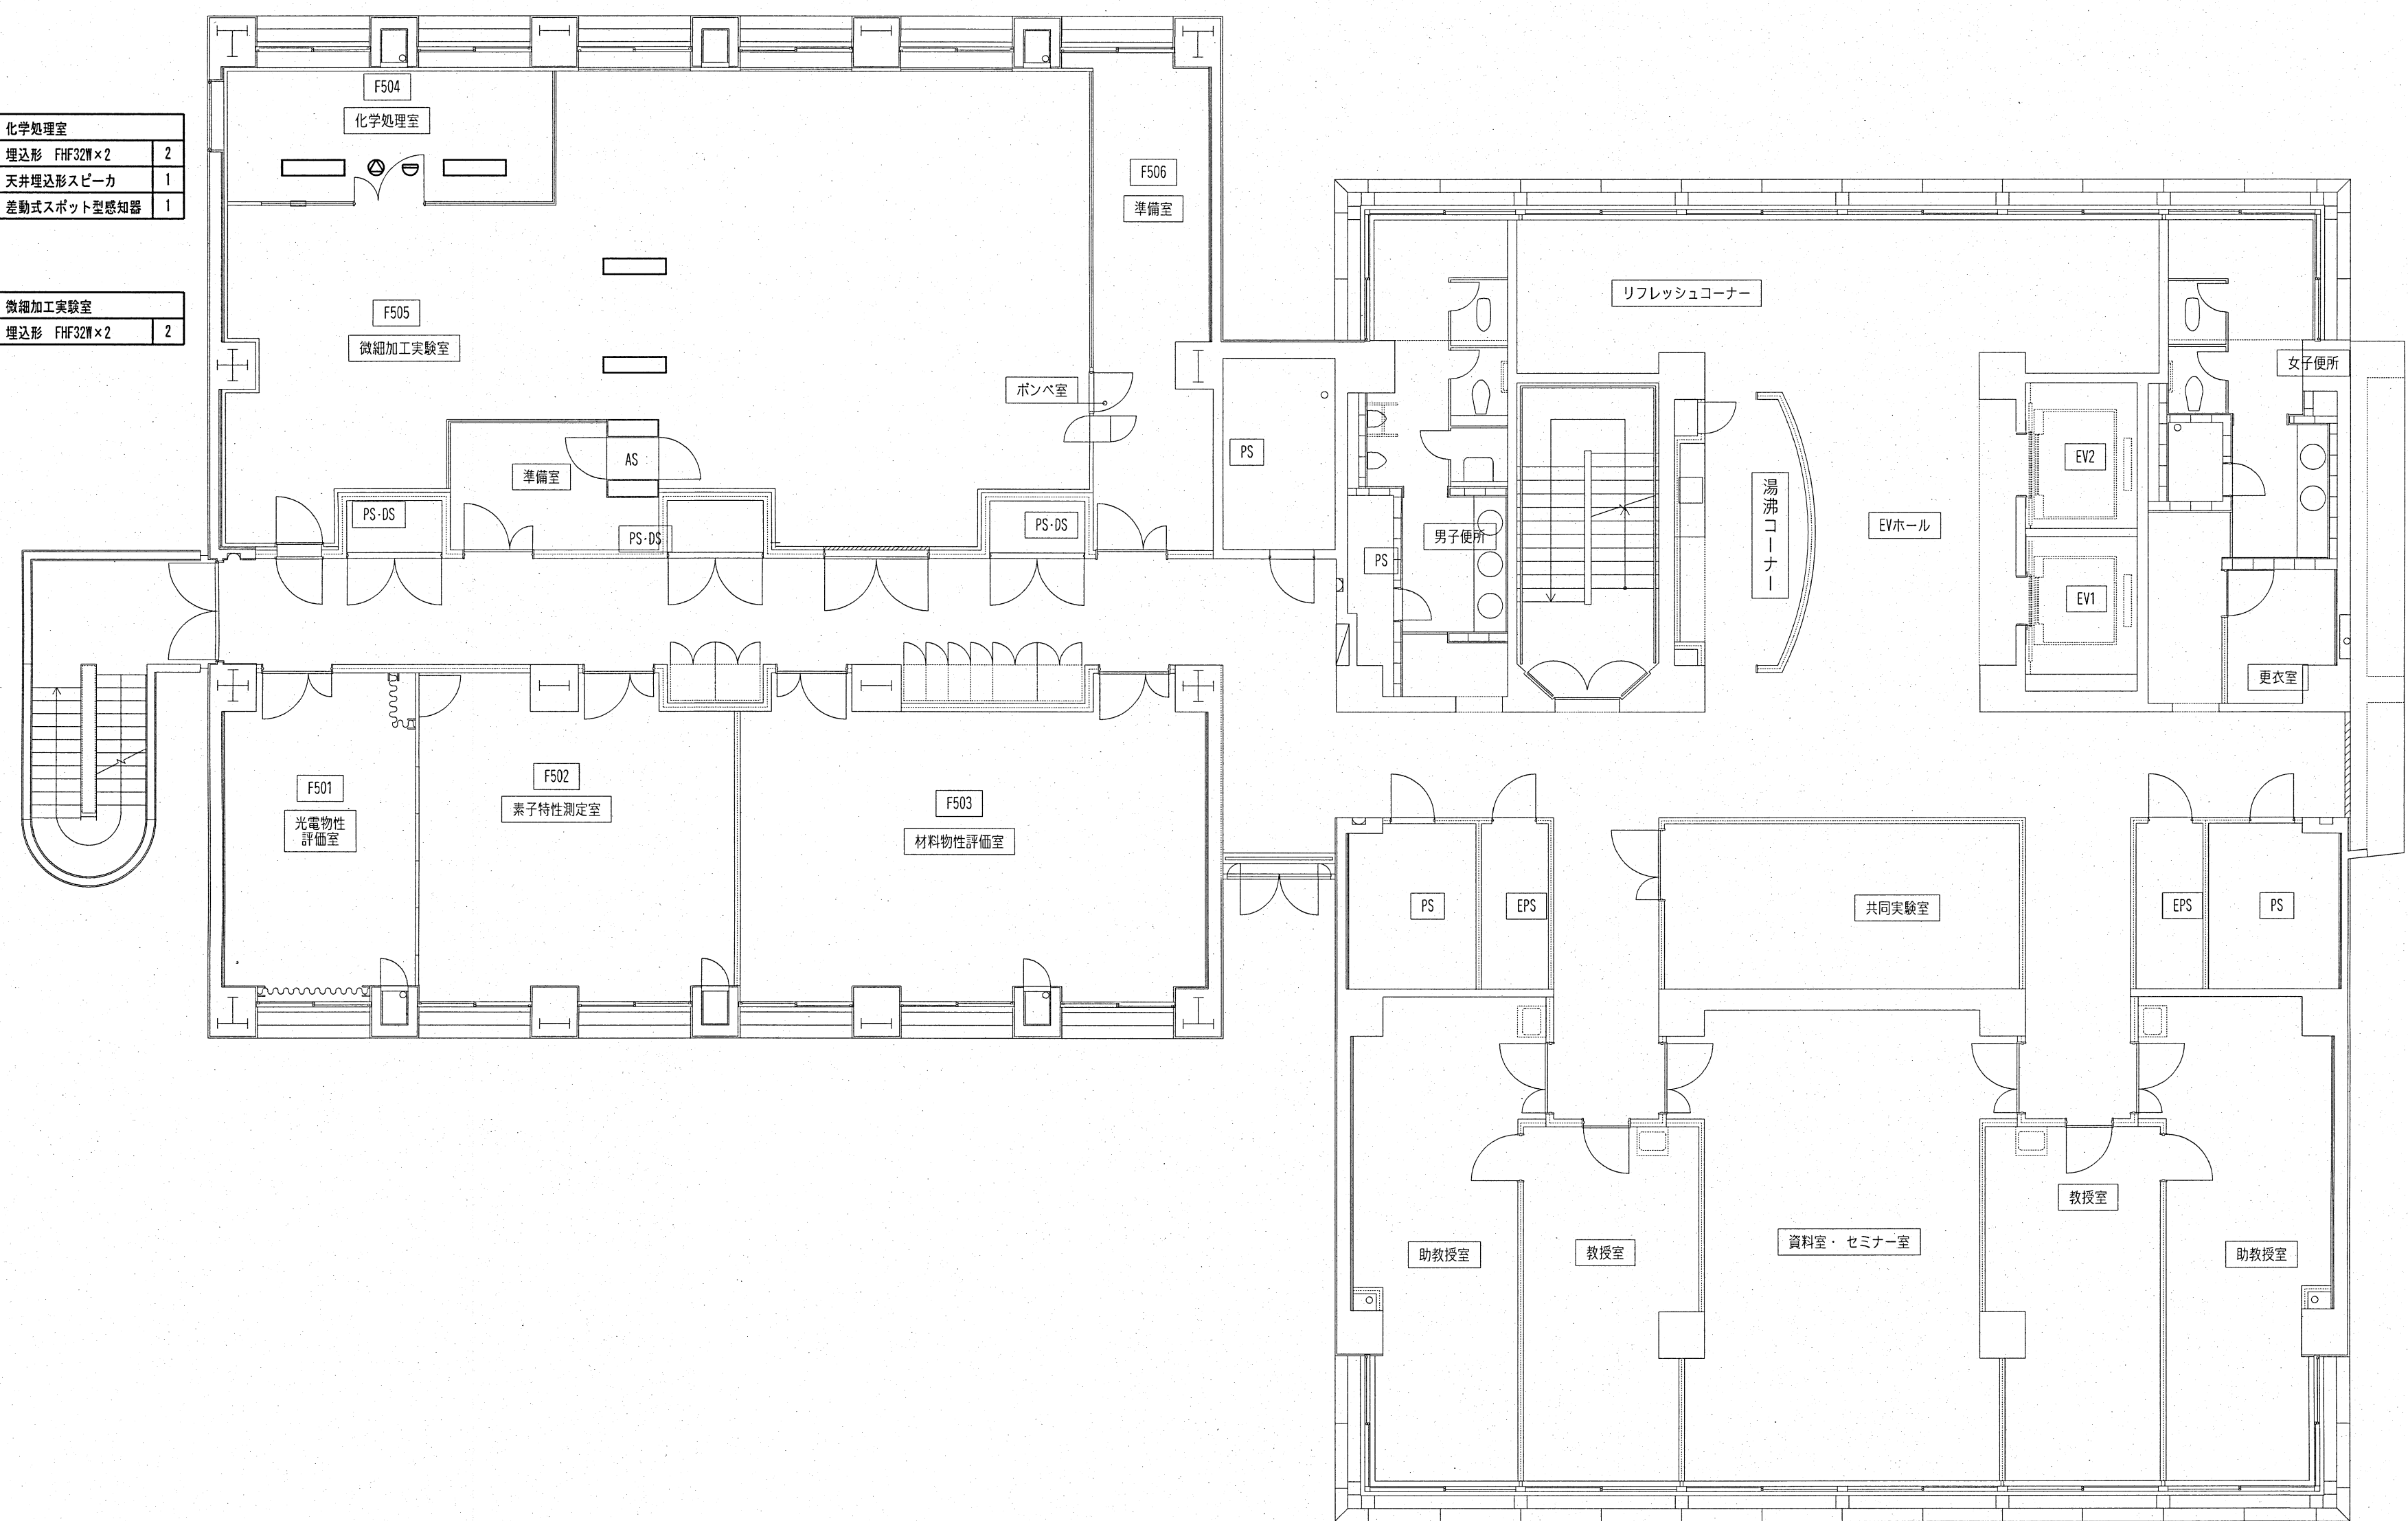 化学処理室
埋込形 FHF32W×2 2
天井埋込形スピーカ 1
差動式スポット型感知器 1
微細加工実験室
埋込形 FHF32W×2 2
F504
化学処理室
F506
準備室
F505
微細加工実験室
ボンベ室
AS
準備室
PS・DS
PS・DS
PS・DS
PS
リフレッシュコーナー
女子便所
EV2
湯沸コーナー
EVホール
男子便所
PS
EV1
更衣室
F501
光電物性
評価室
F502
素子特性測定室
F503
材料物性評価室
PS
EPS
共同実験室
EPS
PS
教授室
助教授室
教授室
資料室・ セミナー室
助教授室